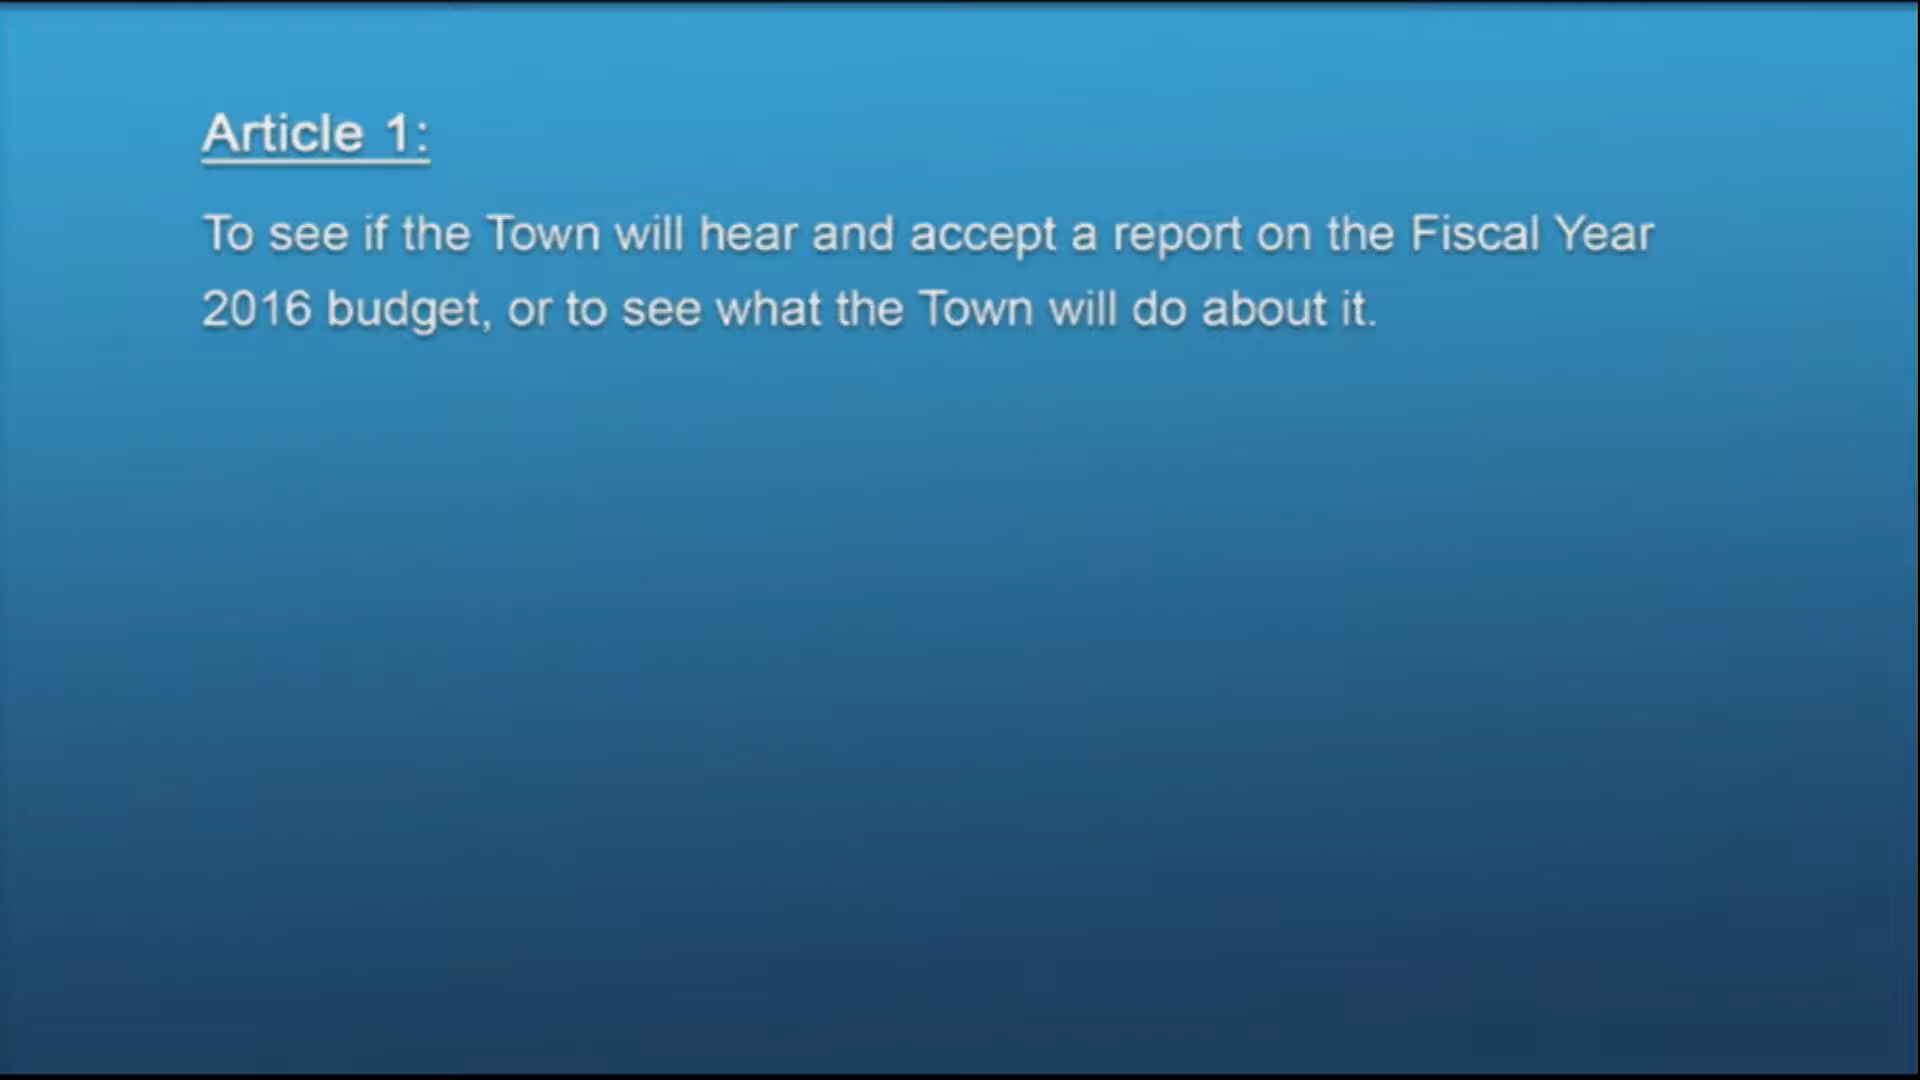 Article 1:
To see if the Town will hear and accept a report on the Fiscal Year
2016 budget, or to see what the Town will do about it.